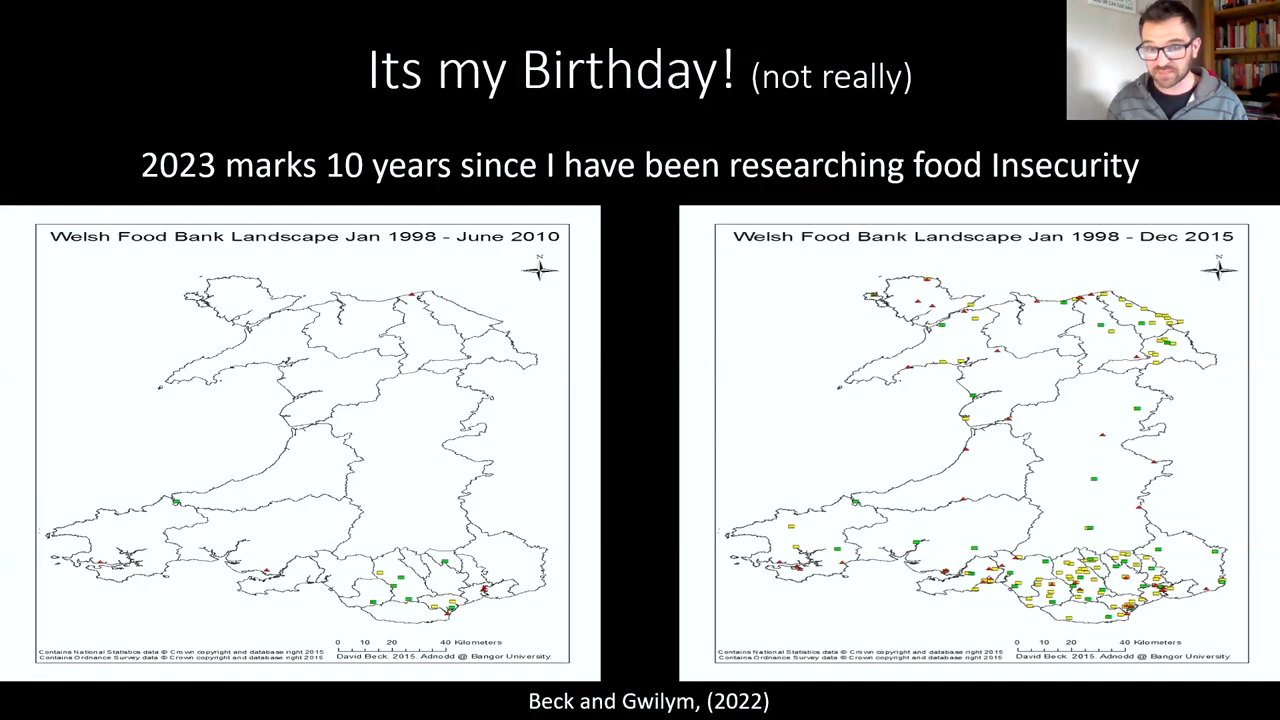 Its my Birthday! (not really)
2023 marks 10 years since I have been researching food Insecurity
Welsh Food Bank Landscape Jan 1998 - June 2010
N
0 10 20 40 Kilometers
Contains National Statistics data © Crown copyright and database right 2015
Contains Ordnance Survey data © Crown copyright and database right 2015
David Beck. 2015. Adnodd @ Bangor University.
Welsh Food Bank Landscape Jan 1998 - Dec 2015
N
0 10 20 40 Kilometers
Contains National Statistics data © Crown copyright and database right 2015
Contains Ordnance Survey data © Crown copyright and database right 2015
David Beck. 2015. Adnodd @ Bangor University.
Beck and Gwilym, (2022)